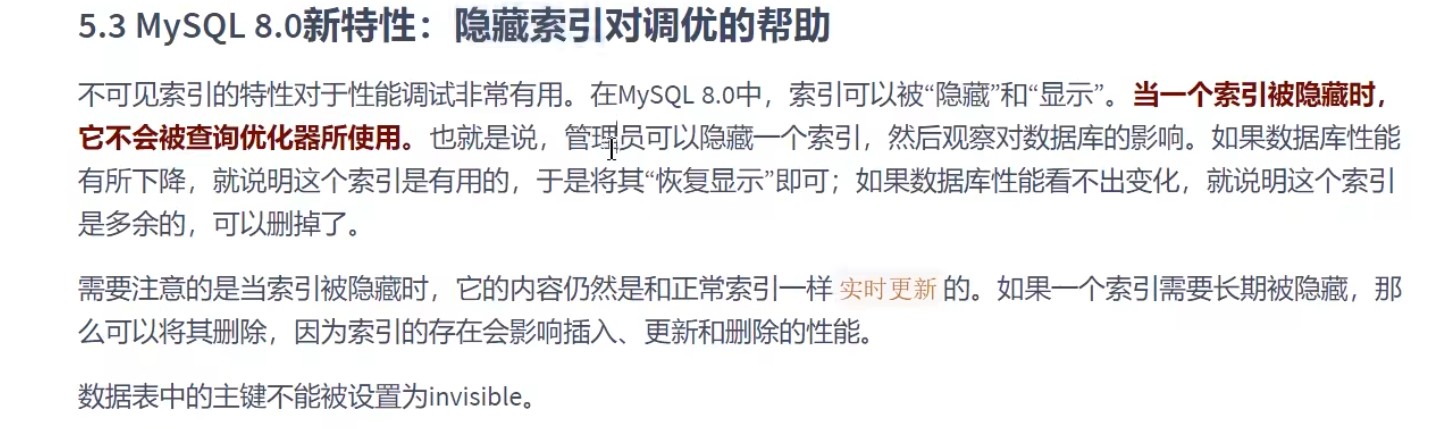 5.3 MySQL 8.0新特性：隐藏索引对调优的帮助
不可见索引的特性对于性能调试非常有用。在MySQL 8.0中，索引可以被“隐藏”和“显示”。当一个索引被隐藏时，
它不会被查询优化器所使用。也就是说，管理员可以隐藏一个索引，然后观察对数据库的影响。如果数据库性能
有所下降，就说明这个索引是有用的，于是将其“恢复显示”即可；如果数据库性能看不出变化，就说明这个索引
是多余的，可以删掉了。
需要注意的是当索引被隐藏时，它的内容仍然是和正常索引一样 实时更新 的。如果一个索引需要长期被隐藏，那
么可以将其删除，因为索引的存在会影响插入、更新和删除的性能。
数据表中的主键不能被设置为invisible。